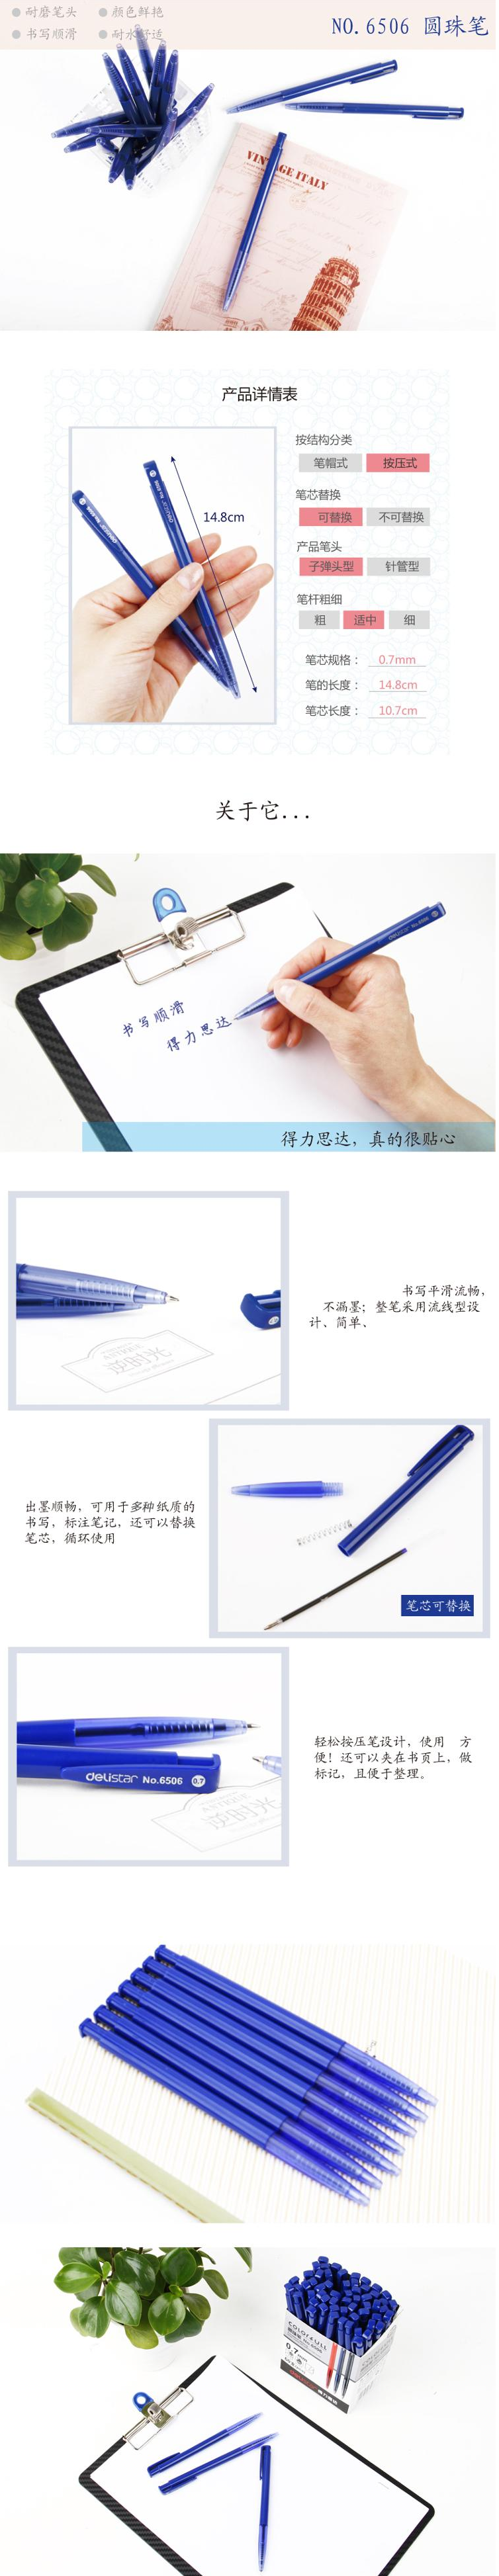 耐磨笔头
颜色鲜艳
书写顺滑
耐水舒适
NO.6506 圆珠笔
VINTAGE ITALY
产品详情表
14.8cm
按结构分类
笔帽式
按压式
笔芯替换
可替换
不可替换
产品笔头
子弹头型
针管型
笔杆粗细
粗
适中
细
笔芯规格： 0.7mm
笔的长度： 14.8cm
笔芯长度： 10.7cm
关于它...
书写顺滑
得力思达
得力思达，真的很贴心
ANTIQUE
逆时光
书写平滑流畅，
不漏墨；整笔采用流线型设
计、简单、
出墨顺畅，可用于多种纸质的
书写，标注笔记，还可以替换
笔芯，循环使用
笔芯可替换
delistar No.6506 0.7
ANTIQUE
逆时光
轻松按压笔设计，使用 方
便！还可以夹在书页上，做
标记，且便于整理。
COLORFULL
0.7mm